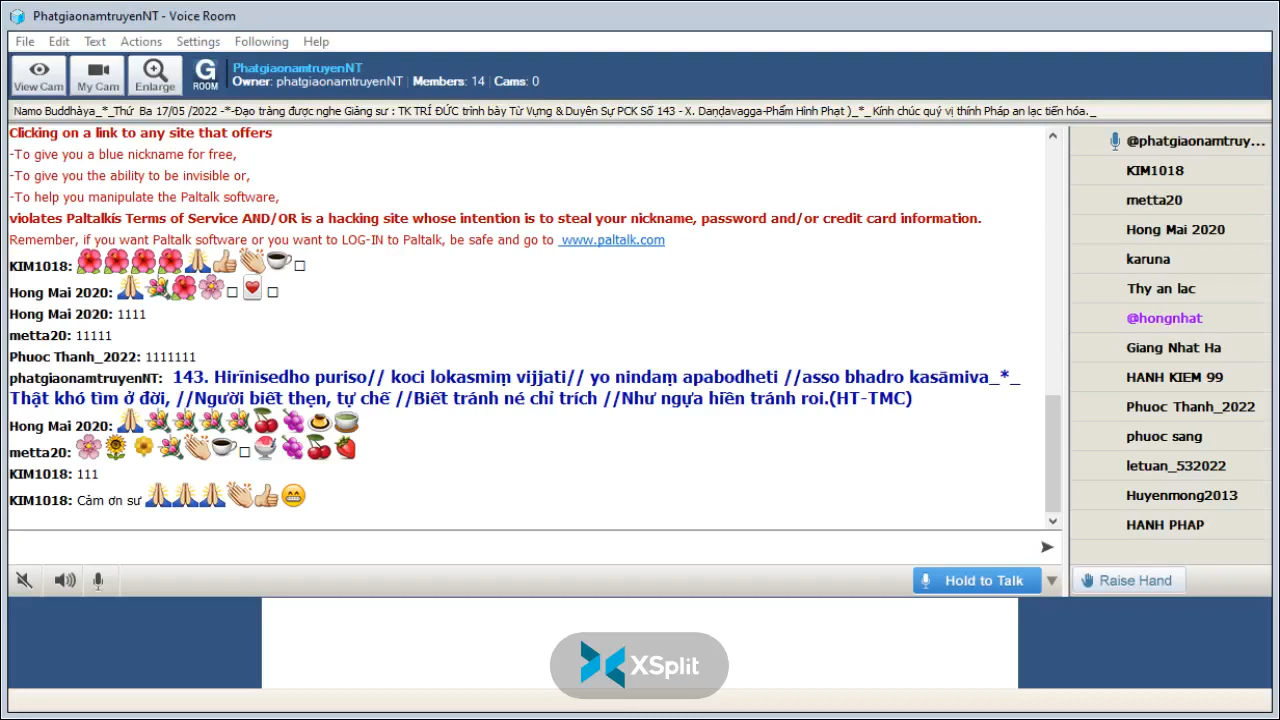 PhatgiaonamtruyenNT - Voice Room
File Edit Text Actions Settings Following Help
View Cam My Cam Enlarge G ROOM
PhatgiaonamtruyenNT
Owner: phatgiaonamtruyenNT | Members: 14 | Cams: 0
Namo Buddhàya_*_Thứ Ba 17/05 /2022 -*-Đạo tràng được nghe Giảng sư : TK TRÍ ĐỨC trình bày Từ Vựng & Duyên Sự PCK Số 143 - X. Daṇḍavagga-Phẩm Hình Phạt )_*_ Kính chúc quý vị thính Pháp an lạc tiến hóa._
Clicking on a link to any site that offers
-To give you a blue nickname for free,
-To give you the ability to be invisible or,
-To help you manipulate the Paltalk software,
violates Paltalkís Terms of Service AND/OR is a hacking site whose intention is to steal your nickname, password and/or credit card information.
Remember, if you want Paltalk software or you want to LOG-IN to Paltalk, be safe and go to www.paltalk.com
KIM1018:
Hong Mai 2020:
Hong Mai 2020: 1111
metta20: 11111
Phuoc Thanh_2022: 1111111
phatgiaonamtruyenNT: 143. Hirīnisedho puriso// koci lokasmiṃ vijjati// yo nindaṃ apabodheti //asso bhadro kasāmiva_*_
Thật khó tìm ở đời, //Người biết thẹn, tự chế //Biết tránh né chỉ trích //Như ngựa hiền tránh roi.(HT-TMC)
Hong Mai 2020:
metta20:
KIM1018: 111
KIM1018: Cảm ơn sư
Hold to Talk
@phatgiaonamtruy...
KIM1018
metta20
Hong Mai 2020
karuna
Thy an lac
@hongnhat
Giang Nhat Ha
HANH KIEM 99
Phuoc Thanh_2022
phuoc sang
letuan_532022
Huyenmong2013
HANH PHAP
Raise Hand
XSplit